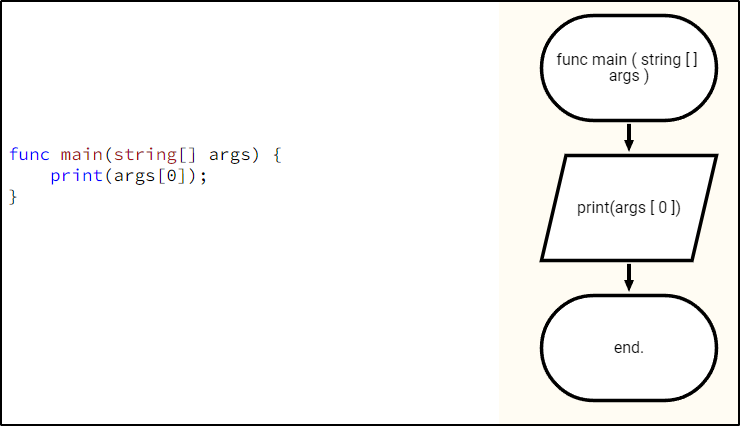 func main(string[] args) {
    print(args[0]);
}
func main ( string [ ]
args )
print(args [ 0 ])
end.